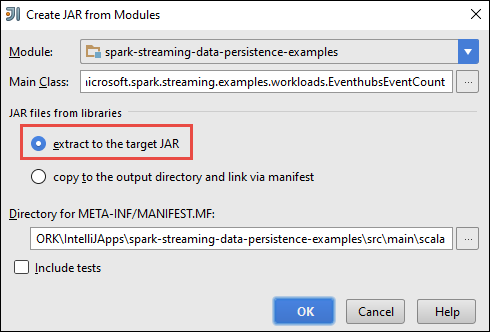 Create JAR from Modules
Module: spark-streaming-data-persistence-examples
Main Class: icrosoft.spark.streaming.examples.workloads.EventhubsEventCount ...
JAR files from libraries
extract to the target JAR
copy to the output directory and link via manifest
Directory for META-INF/MANIFEST.MF:
ORK\IntelliJApps\spark-streaming-data-persistence-examples\src\main\scala ...
Include tests
OK Cancel Help